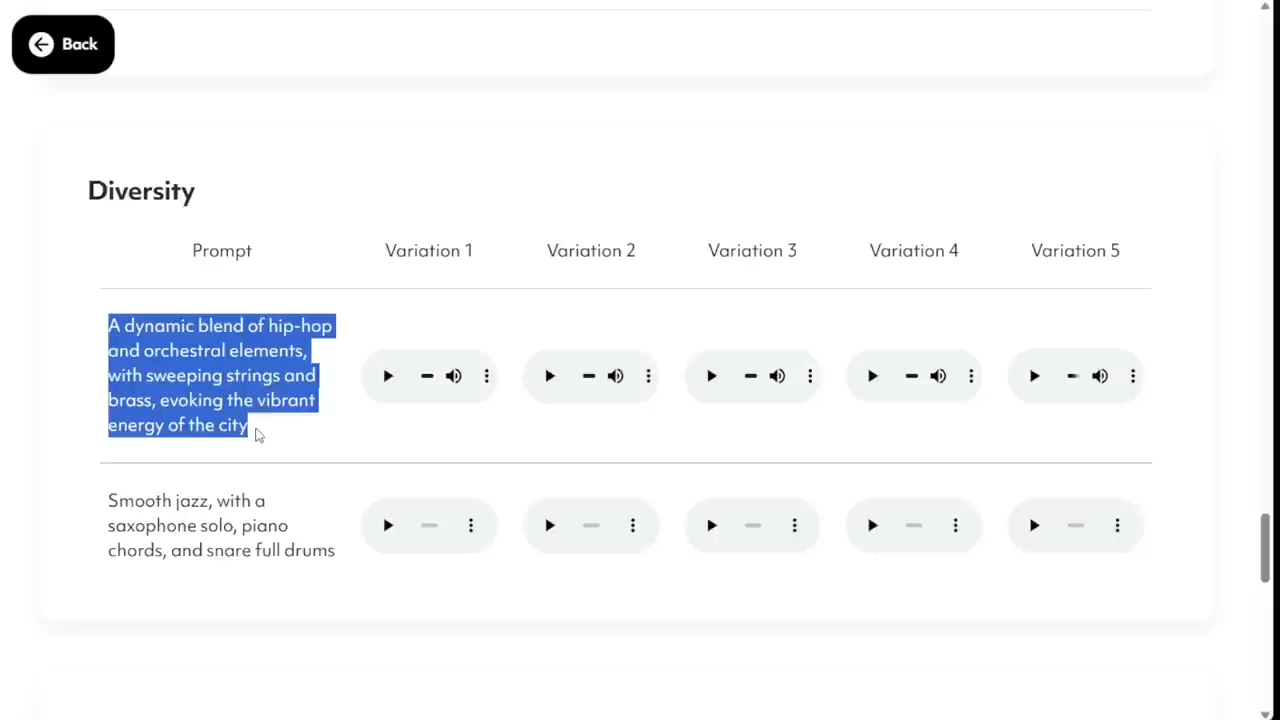 Back
Diversity
Prompt
Variation 1
Variation 2
Variation 3
Variation 4
Variation 5
A dynamic blend of hip-hop
and orchestral elements,
with sweeping strings and
brass, evoking the vibrant
energy of the city
Smooth jazz, with a
saxophone solo, piano
chords, and snare full drums